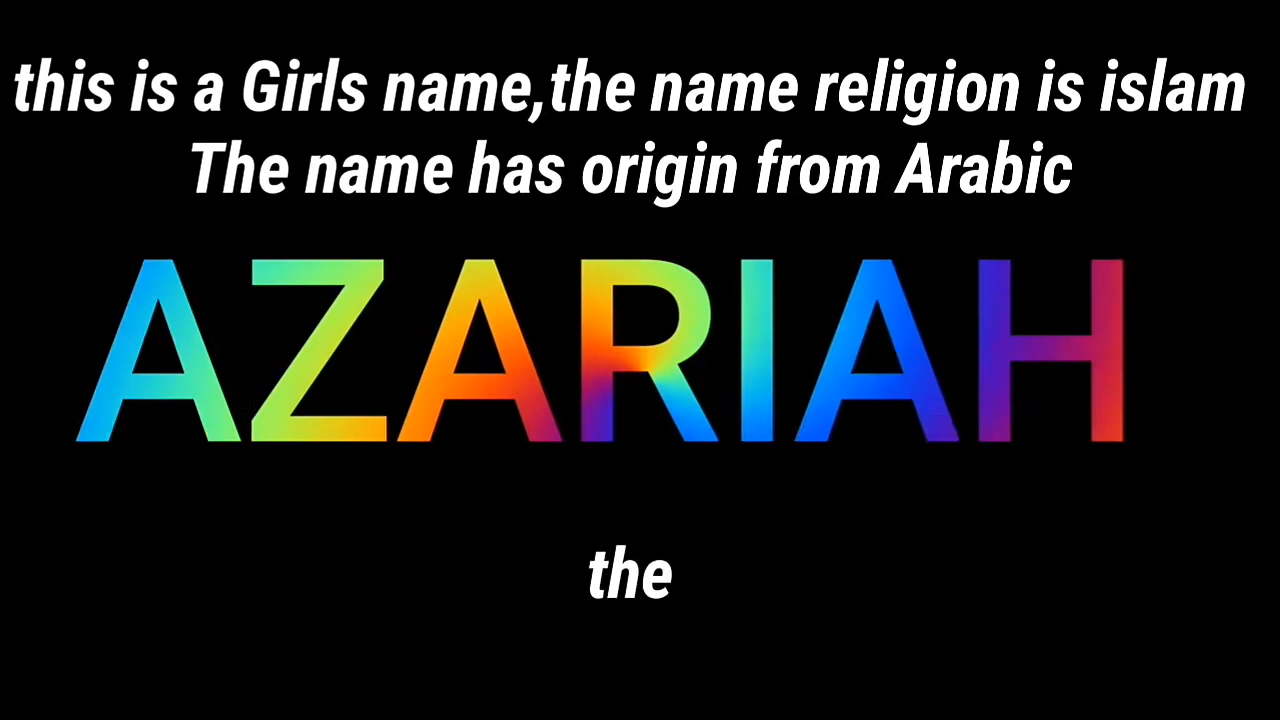 this is a Girls name,the name religion is islam
The name has origin from Arabic
AZARIAH
the